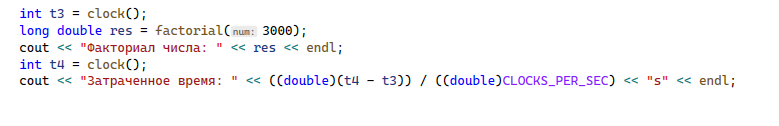 int t3 = clock();
long double res = factorial(num: 3000);
cout << "Факториал числа: " << res << endl;
int t4 = clock();
cout << "Затраченное время: " << ((double)(t4 - t3)) / ((double)CLOCKS_PER_SEC) << "s" << endl;